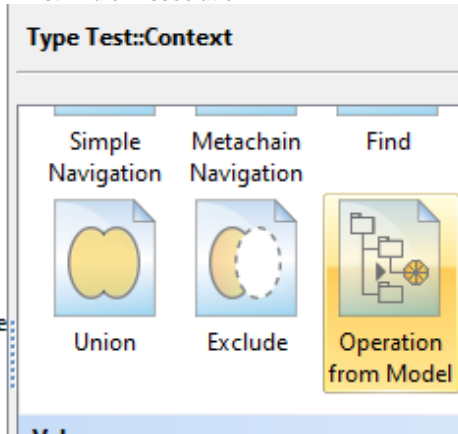 Type Test::Context
Simple Metachain Find
Navigation Navigation
Union Exclude Operation
from Model